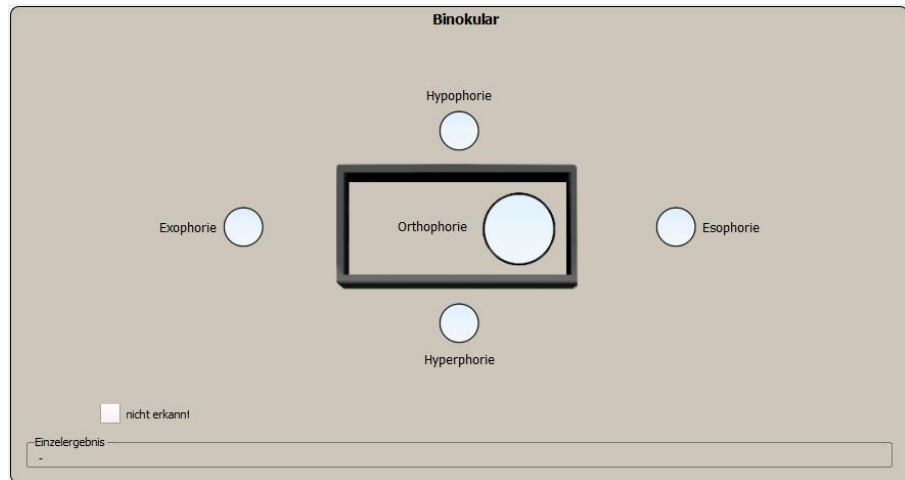 Binokular
Hypophorie
Exophorie
Orthophorie
Esophorie
Hyperphorie
nicht erkannt
Einzelergebnis
-